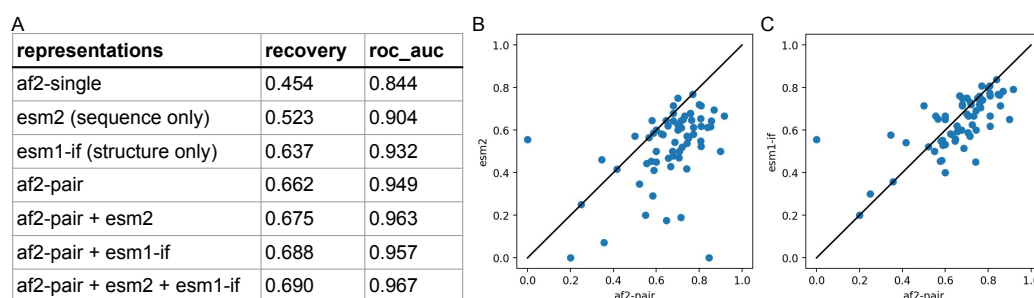 A
representations recovery roc_auc
af2-single 0.454 0.844
esm2 (sequence only) 0.523 0.904
esm1-if (structure only) 0.637 0.932
af2-pair 0.662 0.949
af2-pair + esm2 0.675 0.963
af2-pair + esm1-if 0.688 0.957
af2-pair + esm2 + esm1-if 0.690 0.967
B
1.0
0.8
0.6
0.4
0.2
0.0
esm2
0.0 0.2 0.4 0.6 0.8 1.0
af2-pair
C
1.0
0.8
0.6
0.4
0.2
0.0
esm1-if
0.0 0.2 0.4 0.6 0.8 1.0
af2-pair